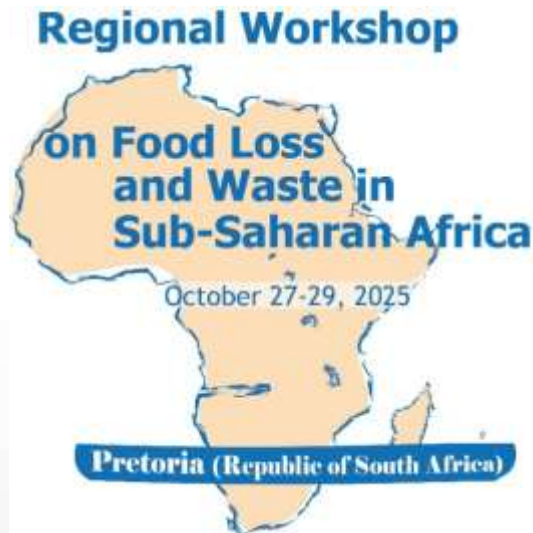 Regional Workshop
on Food Loss
and Waste in
Sub-Saharan Africa
October 27-29, 2025
Pretoria (Republic of South Africa)